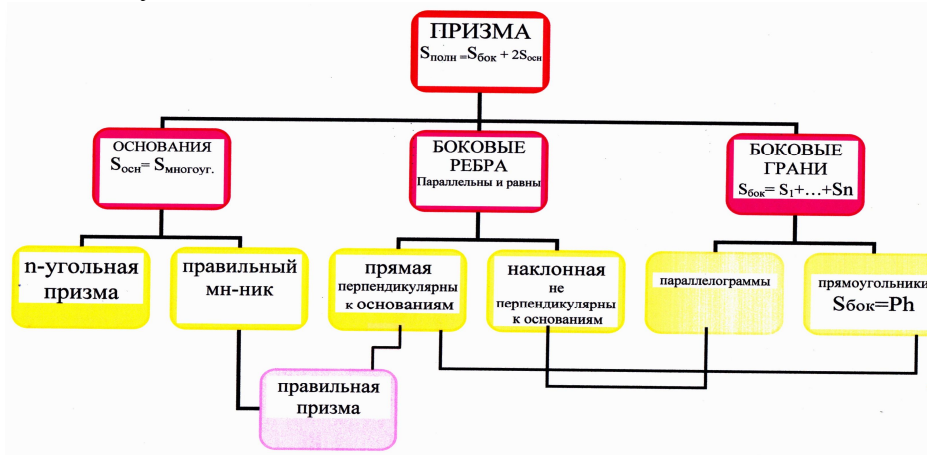 ПРИЗМА
Sполн =Sбок + 2Sосн
ОСНОВАНИЯ
Sосн= Sмногоуг.
БОКОВЫЕ
РЕБРА
Параллельны и равны
БОКОВЫЕ
ГРАНИ
Sбок= S1+…+Sn
n-угольная
призма
правильный
мн-ник
прямая
перпендикулярны
к основаниям
наклонная
не
перпендикулярны
к основаниям
параллелограммы
прямоугольники
Sбок=Ph
правильная
призма